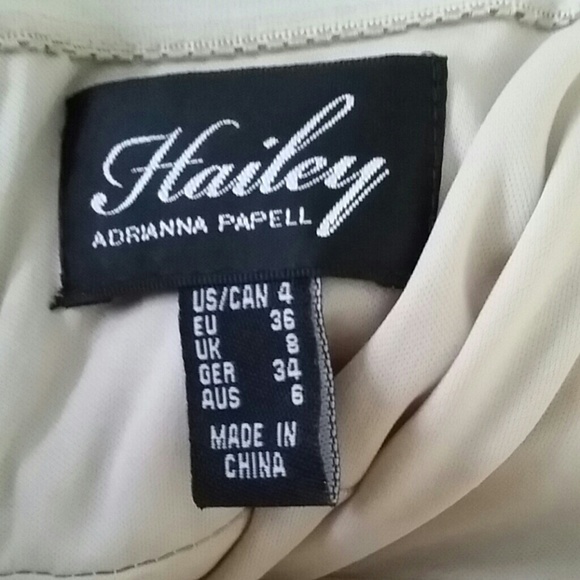 Hailey
ADRIANNA PAPELL
US/CAN 4
EU 36
UK 8
GER 34
AUS 6
MADE IN
CHINA